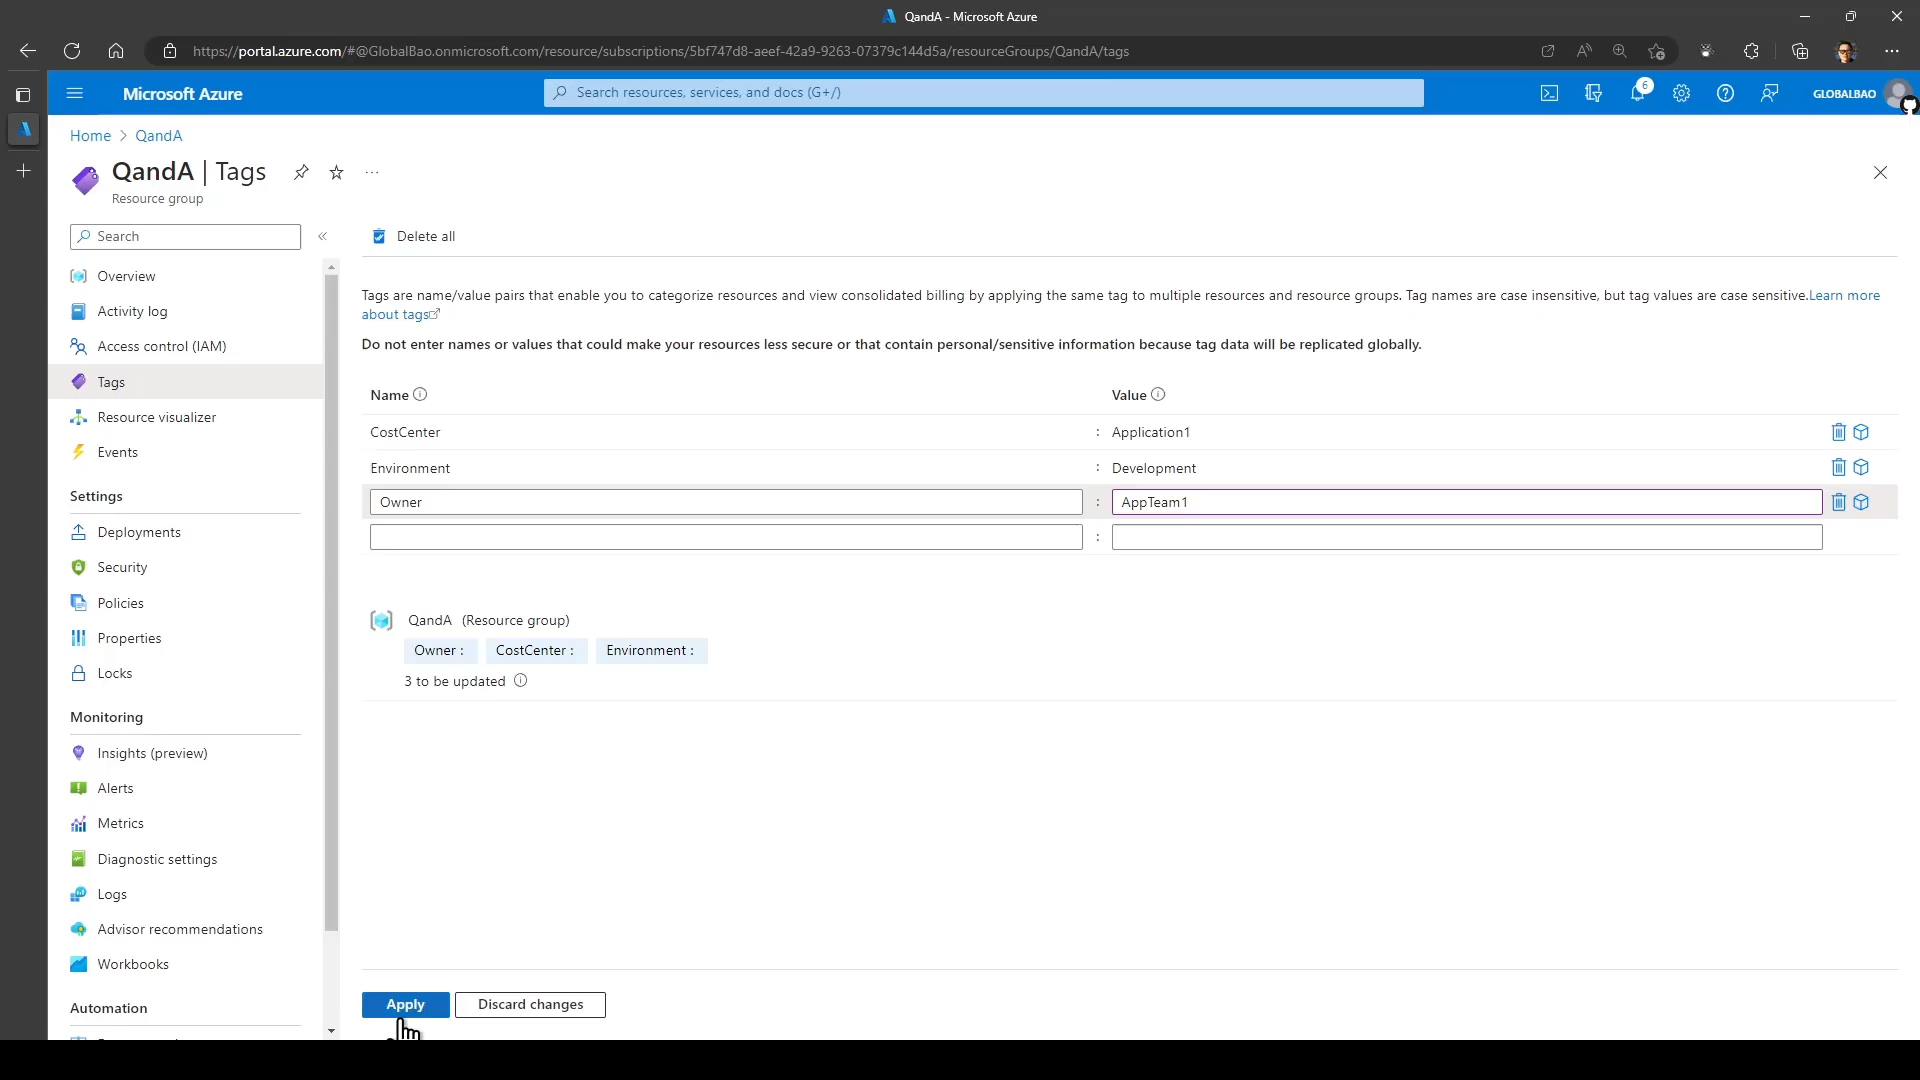 QandA - Microsoft Azure
https://portal.azure.com/#@GlobalBao.onmicrosoft.com/resource/subscriptions/5bf747d8-aeef-42a9-9263-07379c144d5a/resourceGroups/QandA/tags
Microsoft Azure
Search resources, services, and docs (G+/)
6
GLOBALBAO
Home > QandA
QandA | Tags
Resource group
Search
Delete all
Overview
Activity log
Access control (IAM)
Tags
Resource visualizer
Events
Settings
Deployments
Security
Policies
Properties
Locks
Monitoring
Insights (preview)
Alerts
Metrics
Diagnostic settings
Logs
Advisor recommendations
Workbooks
Automation
Tags are name/value pairs that enable you to categorize resources and view consolidated billing by applying the same tag to multiple resources and resource groups. Tag names are case insensitive, but tag values are case sensitive.Learn more
about tags
Do not enter names or values that could make your resources less secure or that contain personal/sensitive information because tag data will be replicated globally.
Name Value
CostCenter : Application1
Environment : Development
Owner : AppTeam1
:
QandA (Resource group)
Owner : CostCenter : Environment :
3 to be updated
Apply Discard changes